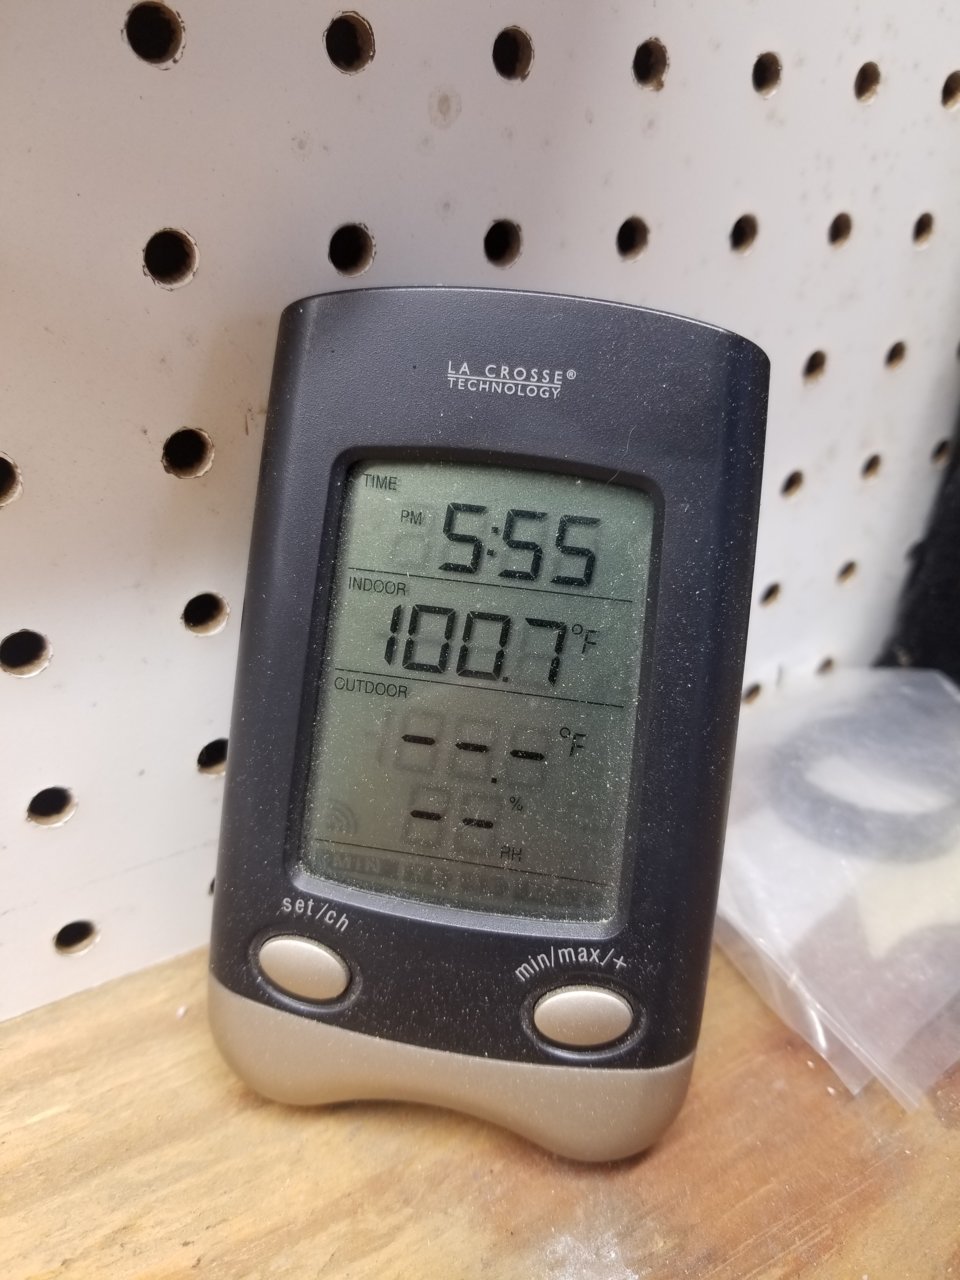 LA CROSSE®
TECHNOLOGY
TIME
PM 5:55
INDOOR
100.7°F
OUTDOOR
--.-°F
--%
RH
set/ch
min/max/+